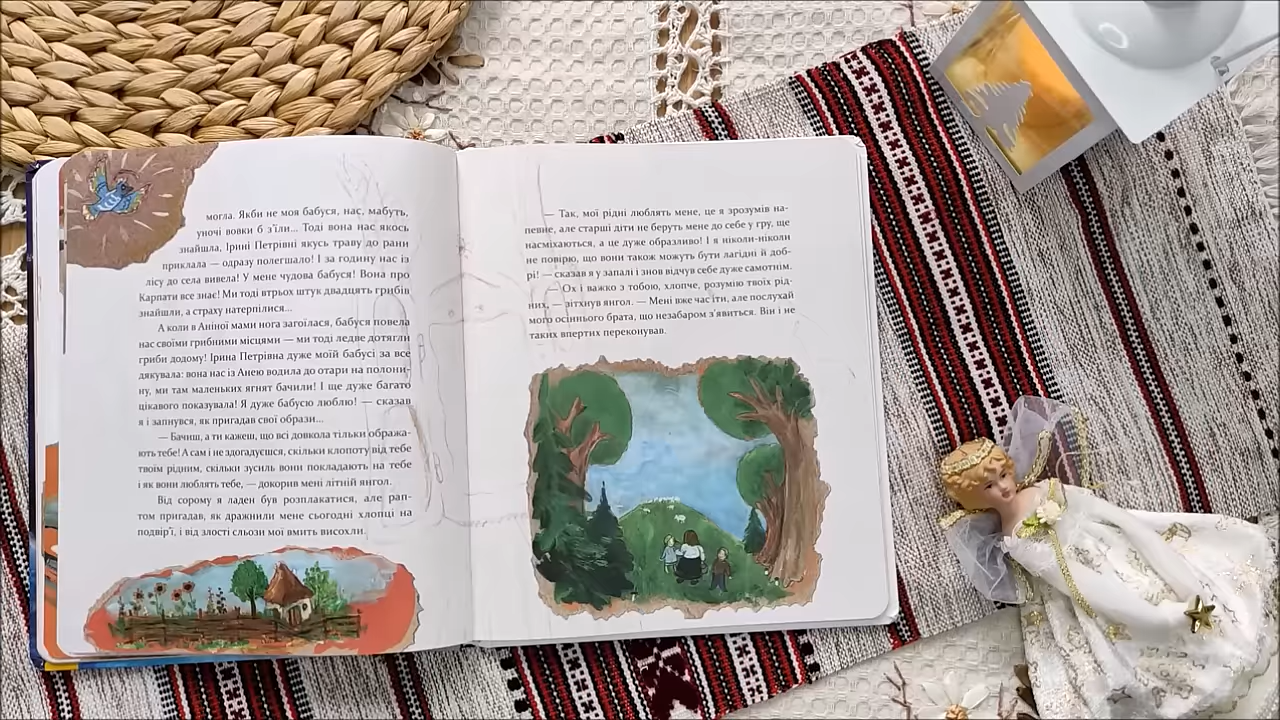 могла. Якби не моя бабуся, нас, мабуть,
уночі вовки б з’їли... Тоді вона нас якось
знайшла, Ірині Петрівні якусь траву до рани
приклала — одразу полегшало! І за годину нас із
лісу до села вивела! У мене чудова бабуся! Вона про
Карпати все знає! Ми тоді втрьох штук двадцять грибів
знайшли, а страху натерпілися...
А коли в Аніної мами нога загоїлася, бабуся повела
нас своїми грибними місцями — ми тоді ледве дотягли
гриби додому! Ірина Петрівна дуже моїй бабусі за все
дякувала: вона нас із Анею водила до отари на полони-
ну, ми там маленьких ягнят бачили! І ще дуже багато
цікавого показувала! Я дуже бабусю люблю! — сказав
я і запнувся, як пригадав свої образи...
— Бачиш, а ти кажеш, що всі довкола тільки обража-
ють тебе! А сам і не здогадуєшся, скільки клопоту від тебе
твоїм рідним, скільки зусиль вони покладають на тебе
і як вони люблять тебе, — докорив мені літній янгол.
Від сорому я ладен був розплакатися, але рап-
том пригадав, як дражнили мене сьогодні хлопці на
подвір’ї, і від злості сльози мої вмить висохли.
— Так, мої рідні люблять мене, це я зрозумів на-
певне, але старші діти не беруть мене до себе у гру, ще
насміхаються, а це дуже образливо! І я ніколи-ніколи
не повірю, що вони також можуть бути лагідні й доб-
рі! — сказав я у запалі і знов відчув себе дуже самотнім.
— Ох і важко з тобою, хлопче, розумію твоїх рід-
них, — зітхнув янгол. — Мені вже час іти, але послухай
мого осіннього брата, що незабаром з’явиться. Він і не
таких впертих переконував.